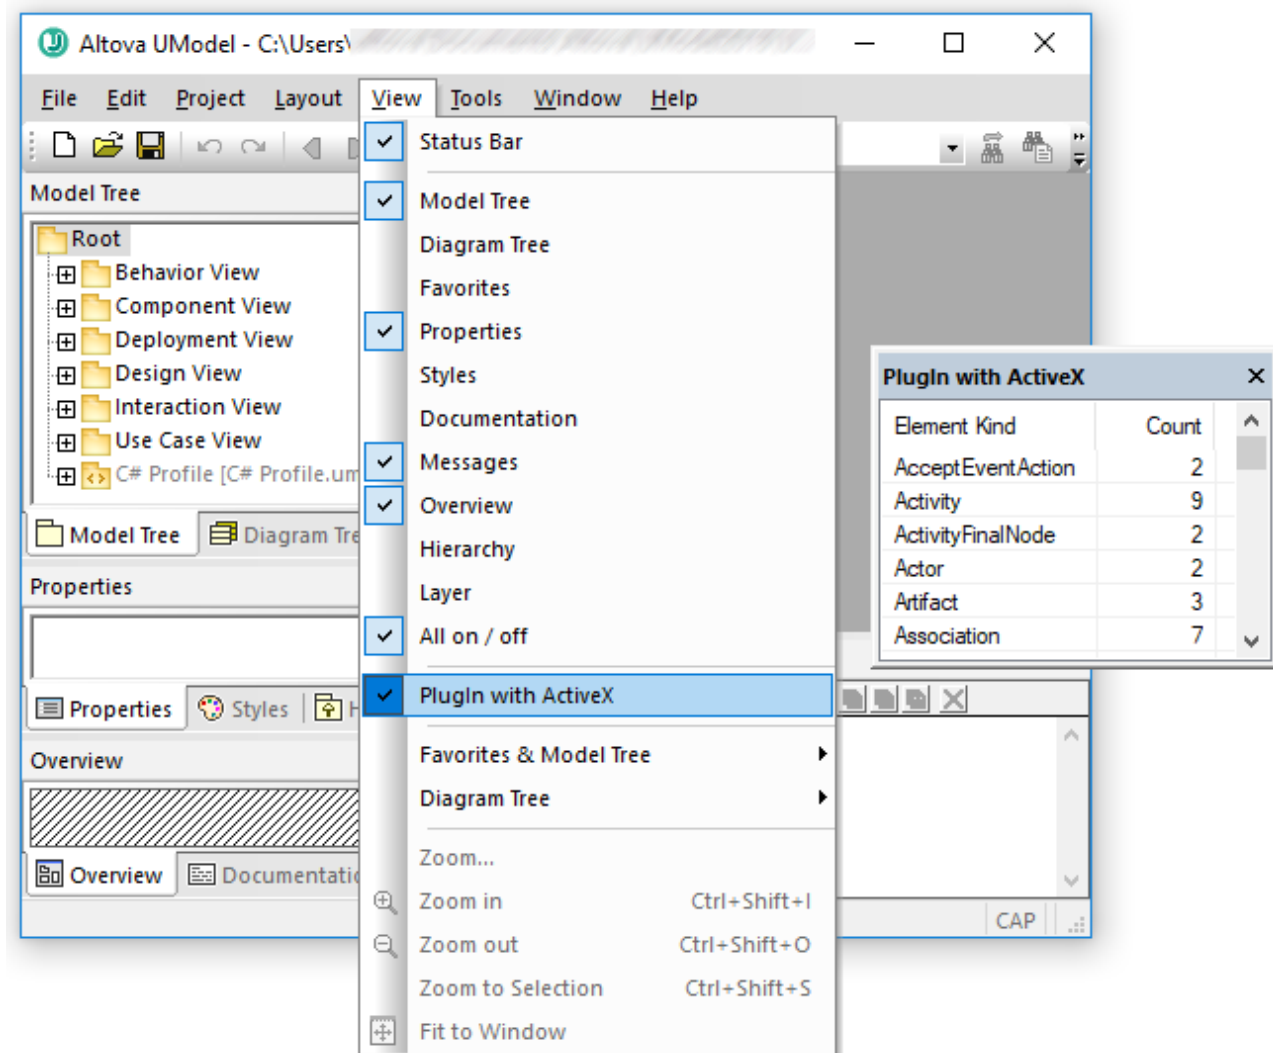 Altova UModel - C:\Users\
File Edit Project Layout View Tools Window Help
Model Tree
Root
Behavior View
Component View
Deployment View
Design View
Interaction View
Use Case View
C# Profile [C# Profile.um
Model Tree Diagram Tre
Properties
Properties Styles H
Overview
Overview Documentatio
Status Bar
Model Tree
Diagram Tree
Favorites
Properties
Styles
Documentation
Messages
Overview
Hierarchy
Layer
All on / off
PlugIn with ActiveX
Favorites & Model Tree
Diagram Tree
Zoom...
Zoom in Ctrl+Shift+I
Zoom out Ctrl+Shift+O
Zoom to Selection Ctrl+Shift+S
Fit to Window
PlugIn with ActiveX
Element Kind Count
AcceptEventAction 2
Activity 9
ActivityFinalNode 2
Actor 2
Artifact 3
Association 7
CAP